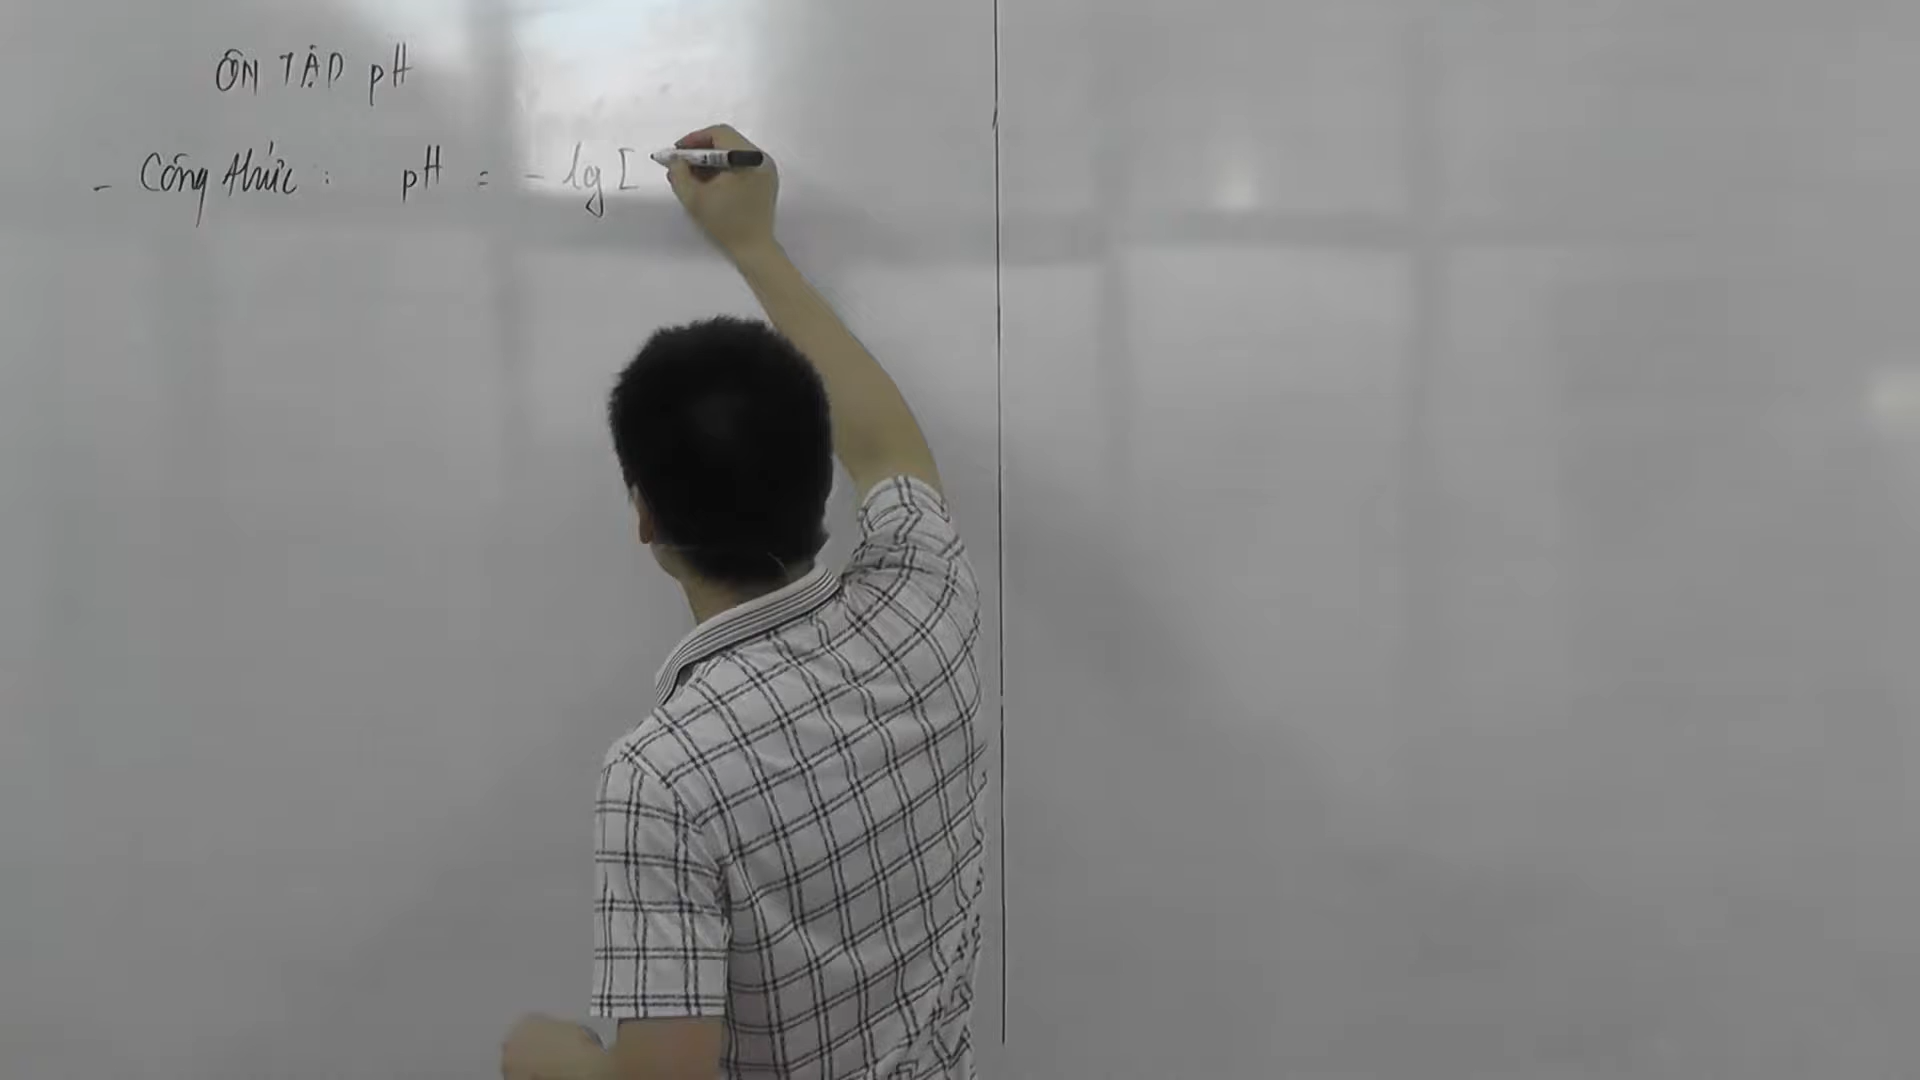 ÔN TẬP pH
- Công thức : pH = - lg [